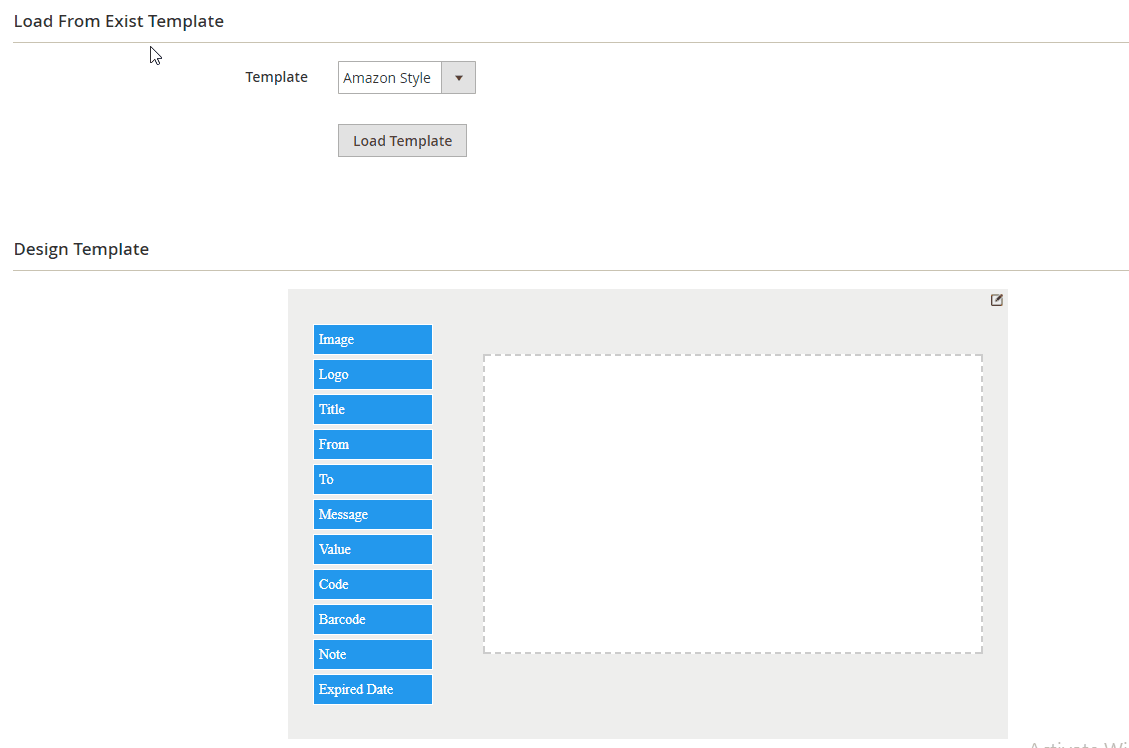 Load From Exist Template
Template
Amazon Style
Load Template
Design Template
Image
Logo
Title
From
To
Message
Value
Code
Barcode
Note
Expired Date